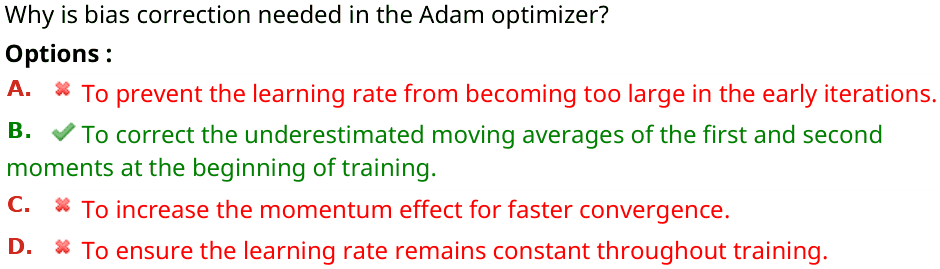 Why is bias correction needed in the Adam optimizer?
Options :
A. To prevent the learning rate from becoming too large in the early iterations.
B. To correct the underestimated moving averages of the first and second
moments at the beginning of training.
C. To increase the momentum effect for faster convergence.
D. To ensure the learning rate remains constant throughout training.